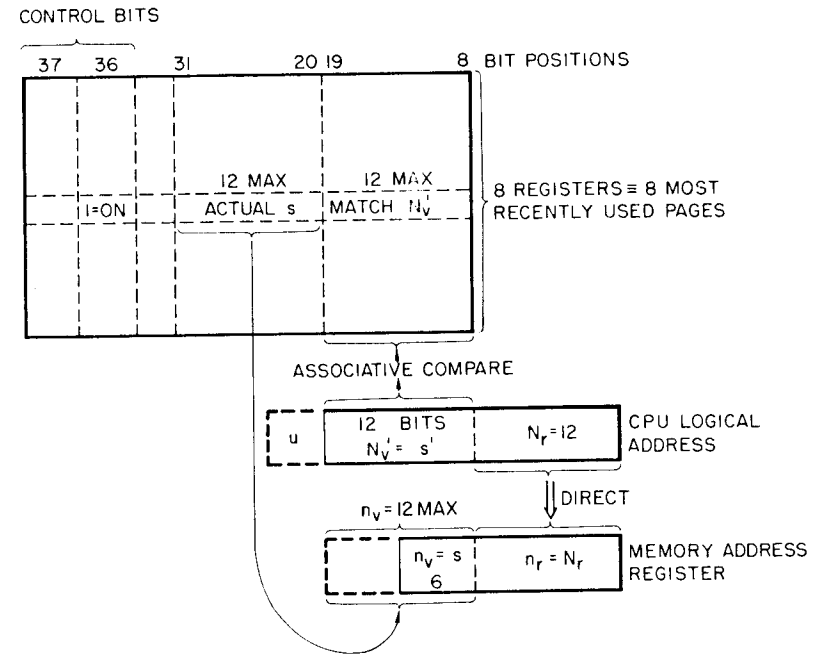 CONTROL BITS
37 36 31 20 19 8 BIT POSITIONS
12 MAX 12 MAX
1=ON ACTUAL s MATCH Nv'
8 REGISTERS ≡ 8 MOST
RECENTLY USED PAGES
ASSOCIATIVE COMPARE
u
12 BITS
Nv' = s'
Nr = 12
CPU LOGICAL
ADDRESS
DIRECT
nv = 12 MAX
nv = s
6
nr = Nr
MEMORY ADDRESS
REGISTER